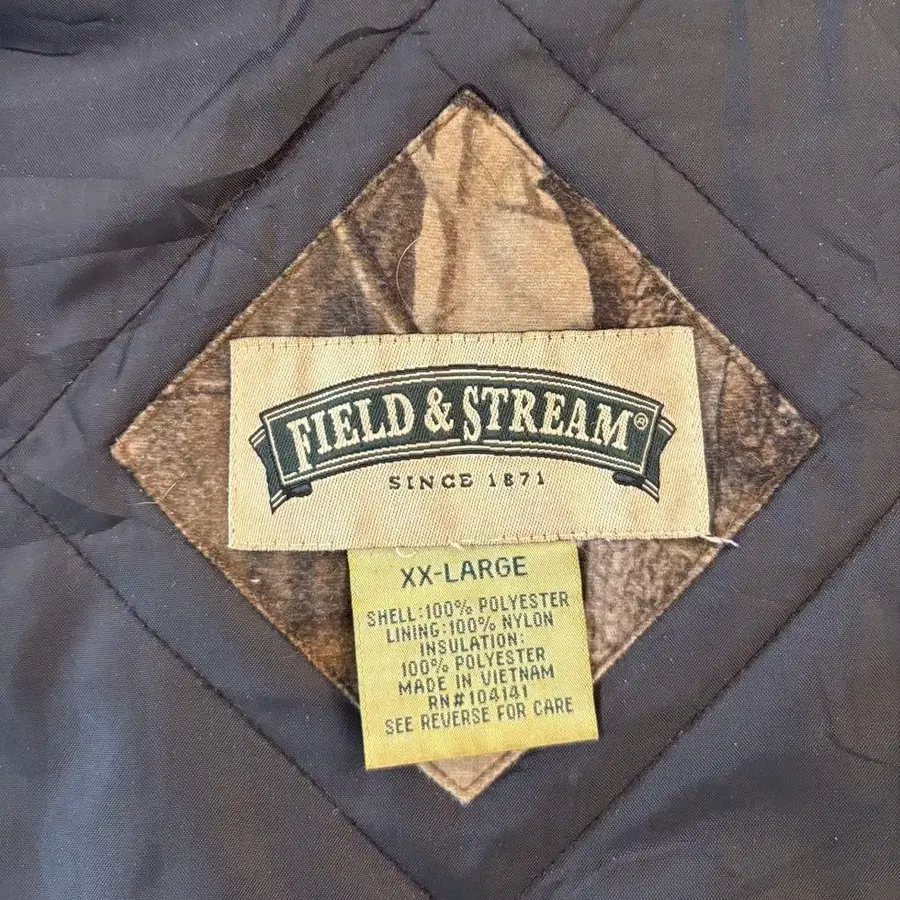 FIELD & STREAM®
SINCE 1871
XX-LARGE
SHELL:100% POLYESTER
LINING:100% NYLON
INSULATION:
100% POLYESTER
MADE IN VIETNAM
RN#104141
SEE REVERSE FOR CARE